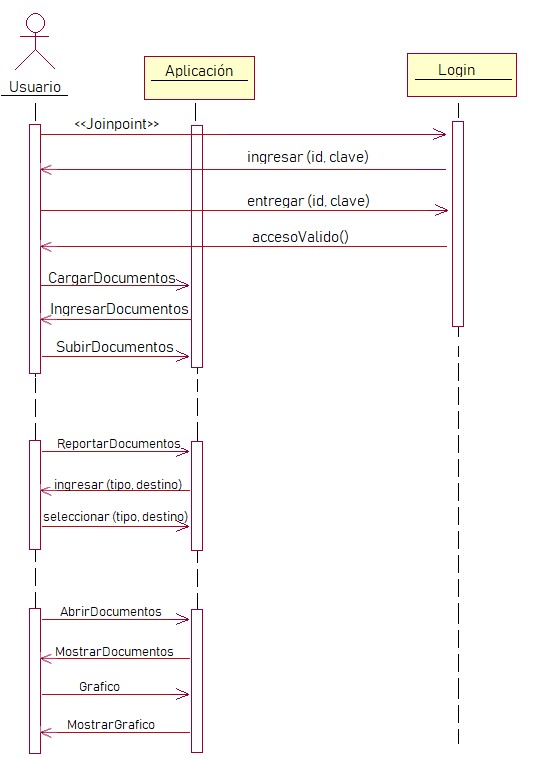 Usuario
Aplicación
Login
<<Joinpoint>>
ingresar (id, clave)
entregar (id, clave)
accesoValido()
CargarDocumentos
IngresarDocumentos
SubirDocumentos
ReportarDocumentos
ingresar (tipo, destino)
seleccionar (tipo, destino)
AbrirDocumentos
MostrarDocumentos
Grafico
MostrarGrafico